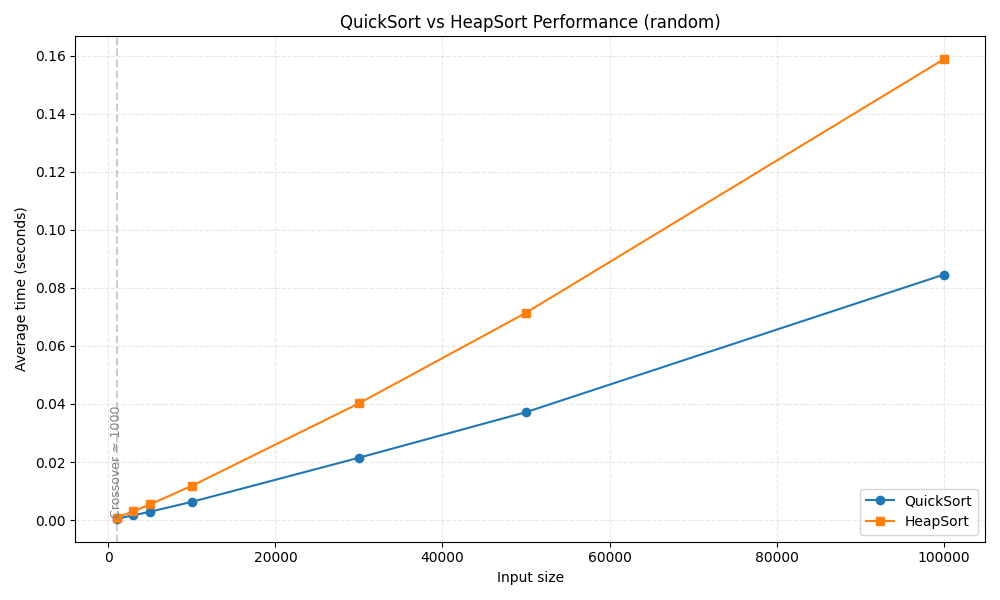 QuickSort vs HeapSort Performance (random)
Average time (seconds)
0.16
0.14
0.12
0.10
0.08
0.06
0.04
0.02
0.00
Crossover ≈ 1000
QuickSort
HeapSort
0
20000
40000
60000
80000
100000
Input size